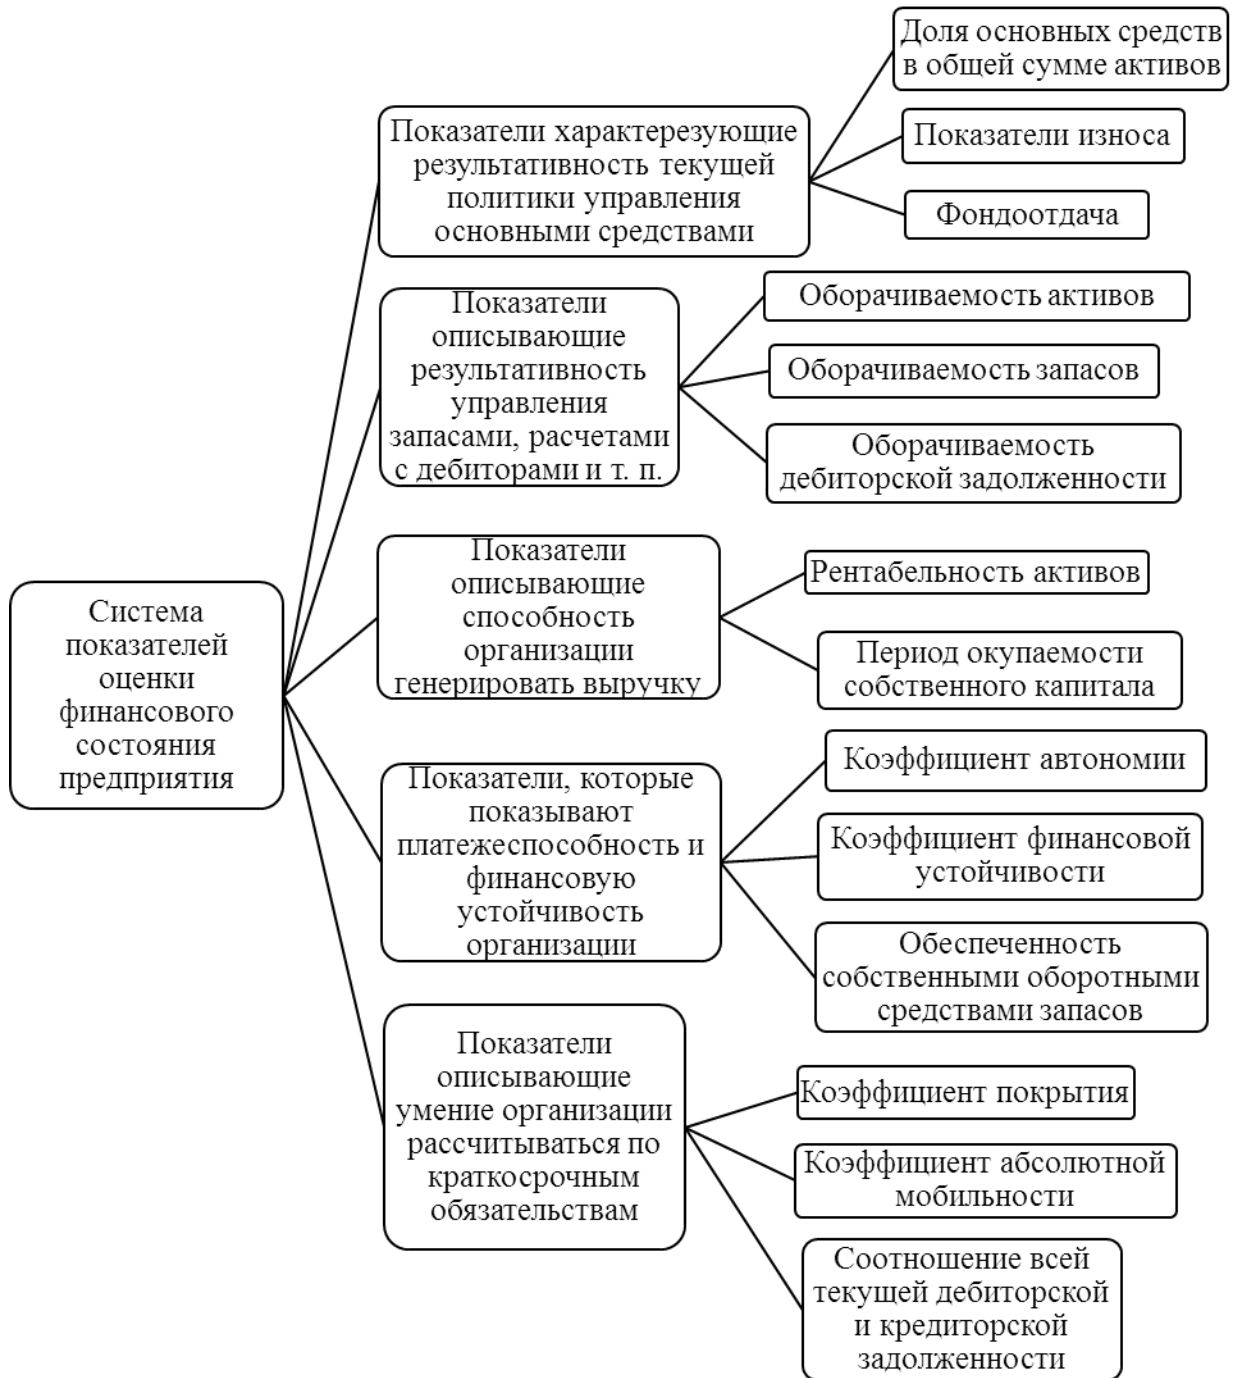 Система
показателей
оценки
финансового
состояния
предприятия
Показатели характерезующие
результативность текущей
политики управления
основными средствами
Доля основных средств
в общей сумме активов
Показатели износа
Фондоотдача
Показатели
описывающие
результативность
управления
запасами, расчетами
с дебиторами и т. п.
Оборачиваемость активов
Оборачиваемость запасов
Оборачиваемость
дебиторской задолженности
Показатели
описывающие
способность
организации
генерировать выручку
Рентабельность активов
Период окупаемости
собственного капитала
Показатели, которые
показывают
платежеспособность и
финансовую
устойчивость
организации
Коэффициент автономии
Коэффициент финансовой
устойчивости
Обеспеченность
собственными оборотными
средствами запасов
Показатели
описывающие
умение организации
рассчитываться по
краткосрочным
обязательствам
Коэффициент покрытия
Коэффициент абсолютной
мобильности
Соотношение всей
текущей дебиторской
и кредиторской
задолженности